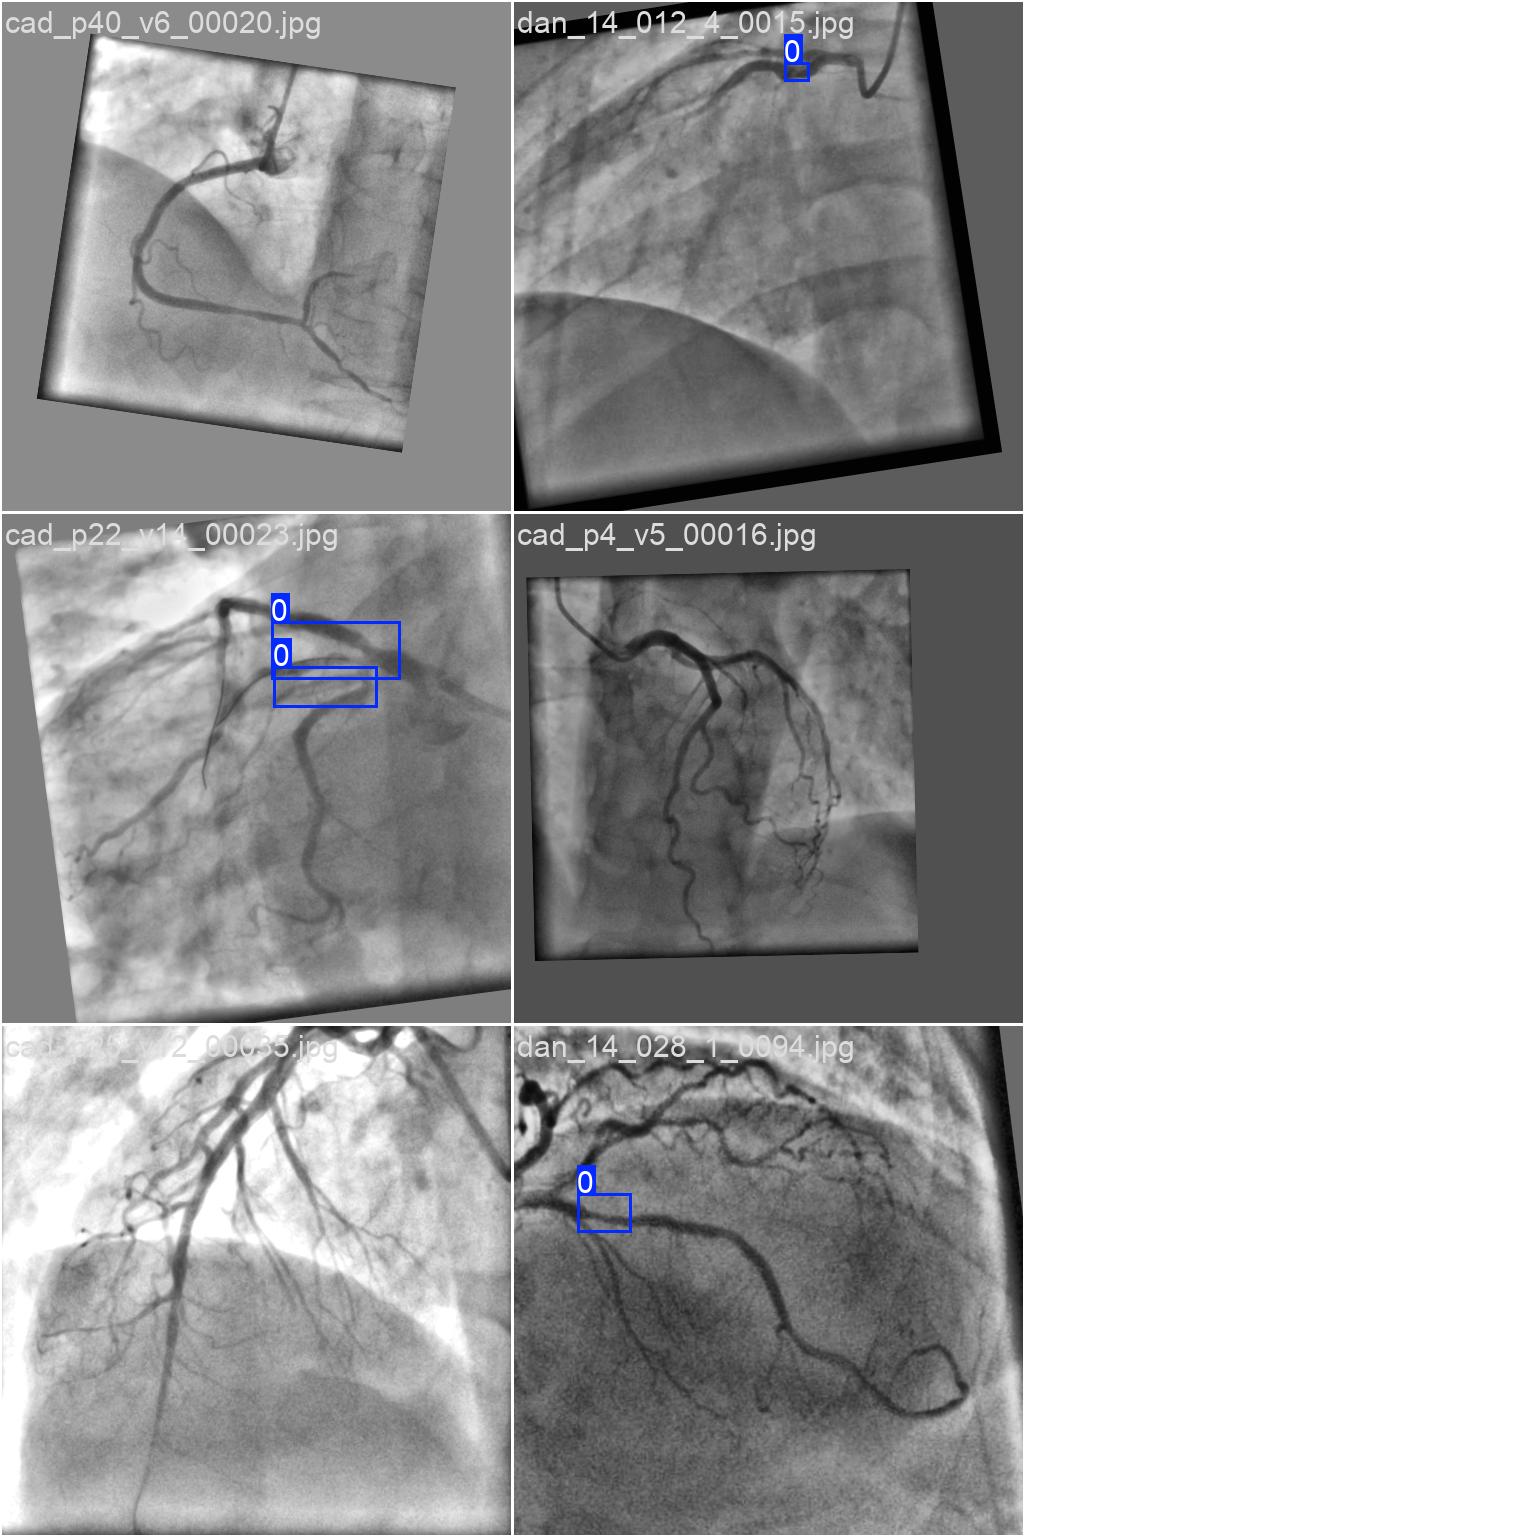 cad_p40_v6_00020.jpg
dan_14_012_4_0015.jpg
0
cad_p22_v14_00023.jpg
0
0
cad_p4_v5_00016.jpg
dan_14_028_1_0094.jpg
0